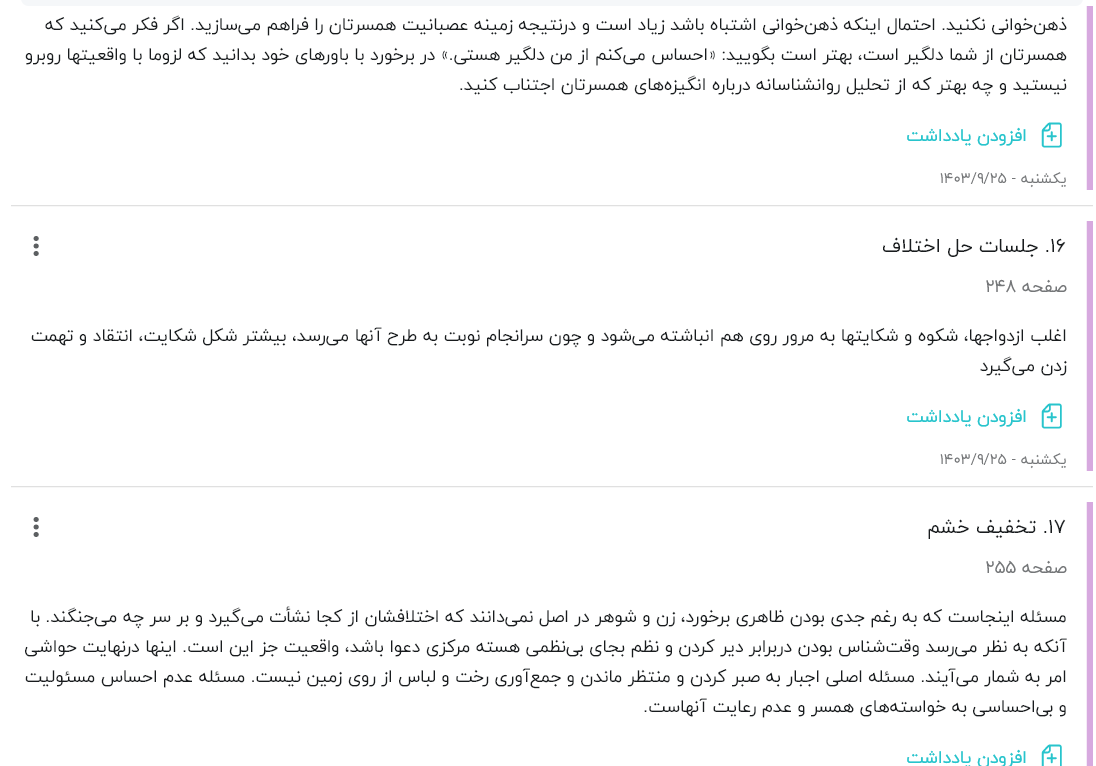 ذهن‌خوانی نکنید. احتمال اینکه ذهن‌خوانی اشتباه باشد زیاد است و درنتیجه زمینه عصبانیت همسرتان را فراهم می‌سازید. اگر فکر می‌کنید که
همسرتان از شما دلگیر است، بهتر است بگویید: «احساس می‌کنم از من دلگیر هستی.» در برخورد با باورهای خود بدانید که لزوما با واقعیتها روبرو
نیستید و چه بهتر که از تحلیل روانشناسانه درباره انگیزه‌های همسرتان اجتناب کنید.
افزودن یادداشت
یکشنبه - ۱۴۰۳/۹/۲۵
۱۶. جلسات حل اختلاف
صفحه ۲۴۸
اغلب ازدواجها، شکوه و شکایتها به مرور روی هم انباشته می‌شود و چون سرانجام نوبت به طرح آنها می‌رسد، بیشتر شکل شکایت، انتقاد و تهمت
زدن می‌گیرد
افزودن یادداشت
یکشنبه - ۱۴۰۳/۹/۲۵
۱۷. تخفیف خشم
صفحه ۲۵۵
مسئله اینجاست که به رغم جدی بودن ظاهری برخورد، زن و شوهر در اصل نمی‌دانند که اختلافشان از کجا نشأت می‌گیرد و بر سر چه می‌جنگند. با
آنکه به نظر می‌رسد وقت‌شناس بودن دربرابر دیر کردن و نظم بجای بی‌نظمی هسته مرکزی دعوا باشد، واقعیت جز این است. اینها درنهایت حواشی
امر به شمار می‌آیند. مسئله اصلی اجبار به صبر کردن و منتظر ماندن و جمع‌آوری رخت و لباس از روی زمین نیست. مسئله عدم احساس مسئولیت
و بی‌احساسی به خواسته‌های همسر و عدم رعایت آنهاست.
افزودن یادداشت